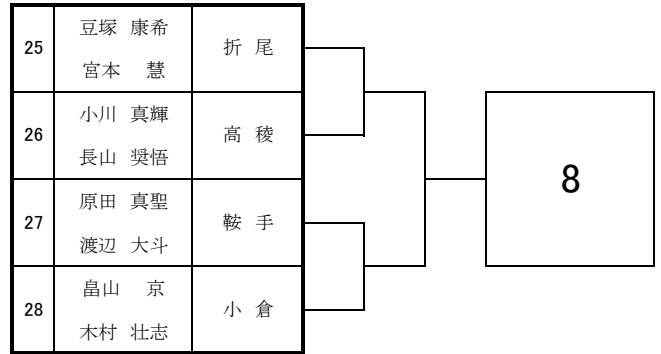 25 豆塚 康希 折 尾
宮本 慧
26 小川 真輝 高 稜
長山 奨悟
27 原田 真聖 鞍 手
渡辺 大斗
28 畠山 京 小 倉
木村 壮志
8